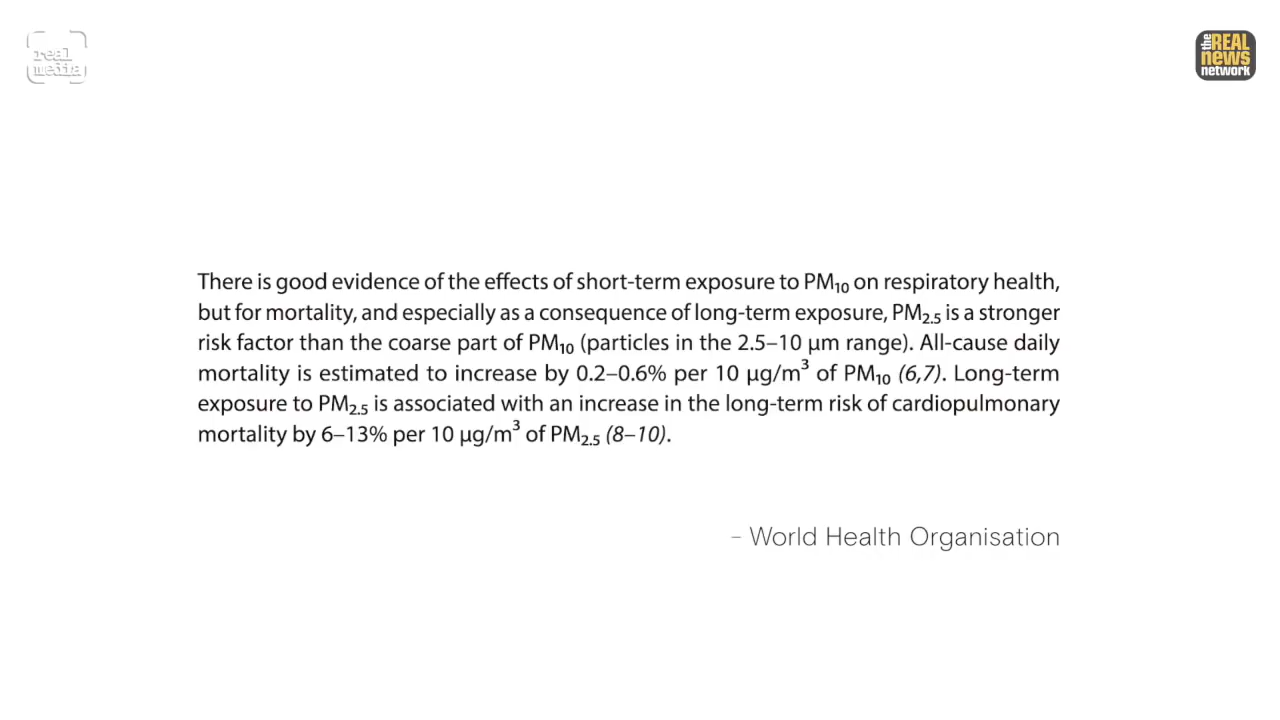 real
media
the REAL
news
network
There is good evidence of the effects of short-term exposure to PM₁₀ on respiratory health,
but for mortality, and especially as a consequence of long-term exposure, PM₂.₅ is a stronger
risk factor than the coarse part of PM₁₀ (particles in the 2.5–10 µm range). All-cause daily
mortality is estimated to increase by 0.2–0.6% per 10 µg/m³ of PM₁₀ (6,7). Long-term
exposure to PM₂.₅ is associated with an increase in the long-term risk of cardiopulmonary
mortality by 6–13% per 10 µg/m³ of PM₂.₅ (8–10).
– World Health Organisation